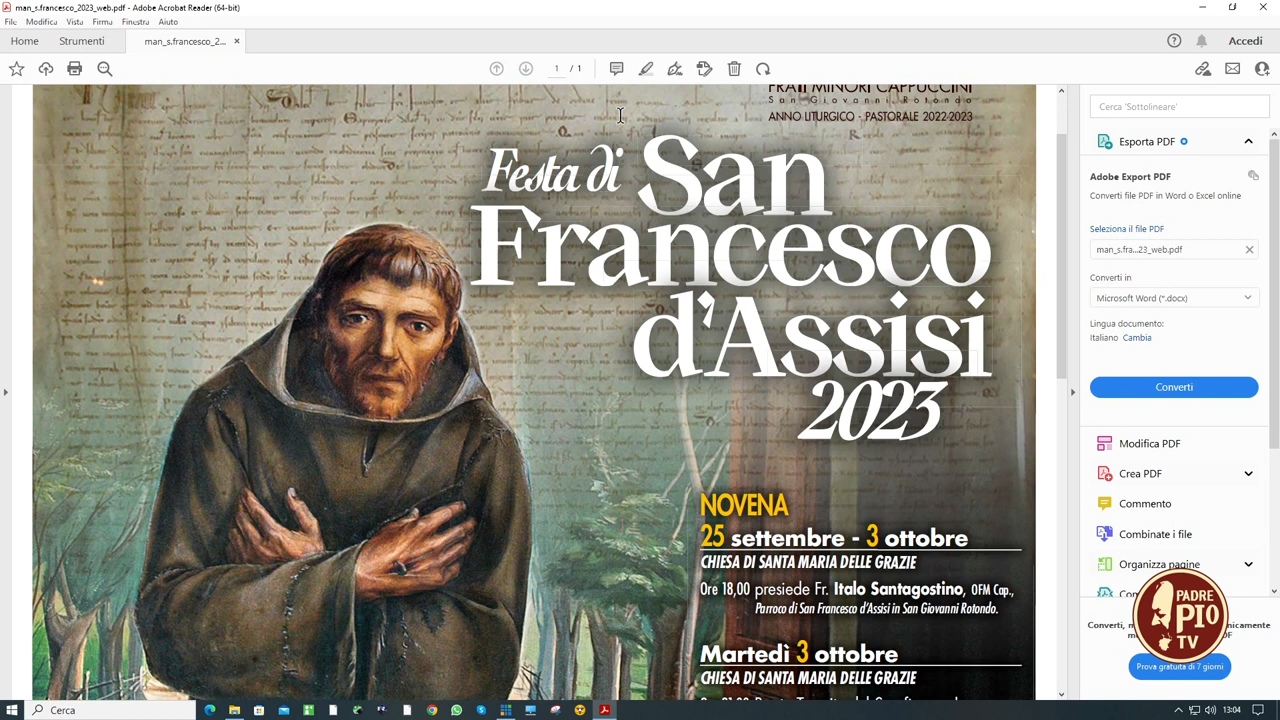 man_s.francesco_2023_web.pdf - Adobe Acrobat Reader (64-bit)
File Modifica Vista Firma Finestra Aiuto
Home Strumenti man_s.francesco_2... × Accedi
1 / 1
FRATI MINORI CAPPUCCINI
San Giovanni Rotondo
ANNO LITURGICO - PASTORALE 2022-2023
Festa di San
Francesco
d'Assisi
2023
NOVENA
25 settembre - 3 ottobre
CHIESA DI SANTA MARIA DELLE GRAZIE
Ore 18,00 presiede Fr. Italo Santagostino, OFM Cap.,
Parroco di San Francesco d'Assisi in San Giovanni Rotondo.
Martedì 3 ottobre
CHIESA DI SANTA MARIA DELLE GRAZIE
Cerca 'Sottolineare'
Esporta PDF
Adobe Export PDF
Converti file PDF in Word o Excel online
Seleziona il file PDF
man_s.fra...23_web.pdf
Converti in
Microsoft Word (*.docx)
Lingua documento:
Italiano Cambia
Converti
Modifica PDF
Crea PDF
Commento
Combinate i file
Organizza pagine
PADRE
PIO
TV
Prova gratuita di 7 giorni
Cerca
13:04